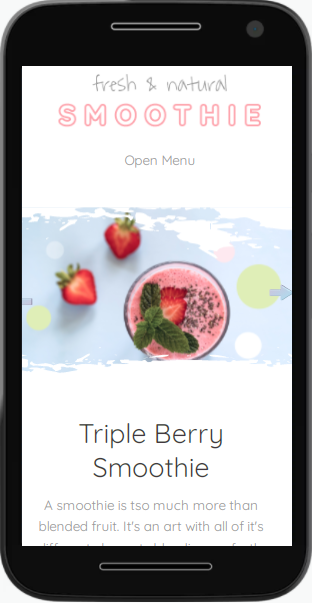 fresh & natural
SMOOTHIE
Open Menu
Triple Berry
Smoothie
A smoothie is tso much more than
blended fruit. It's an art with all of it's